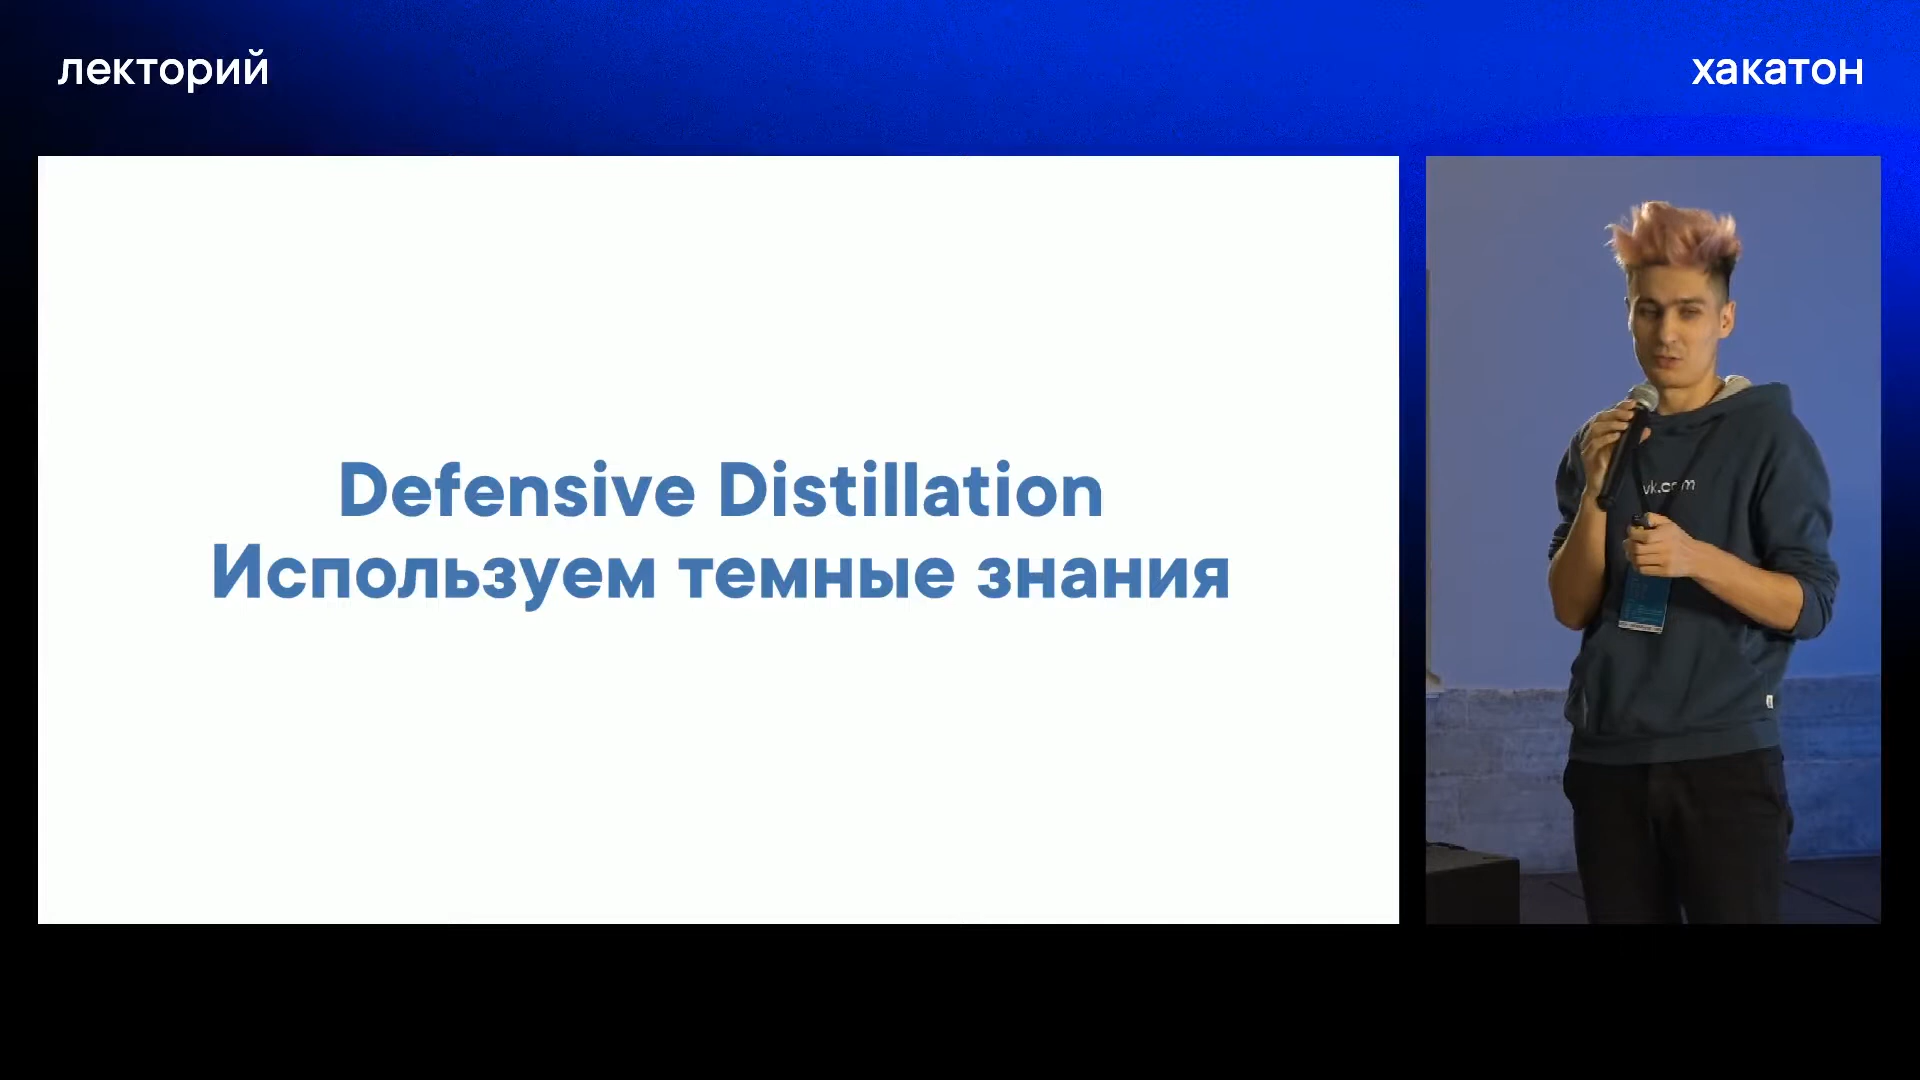 лекторий
хакатон
Defensive Distillation
Используем темные знания
vk.com